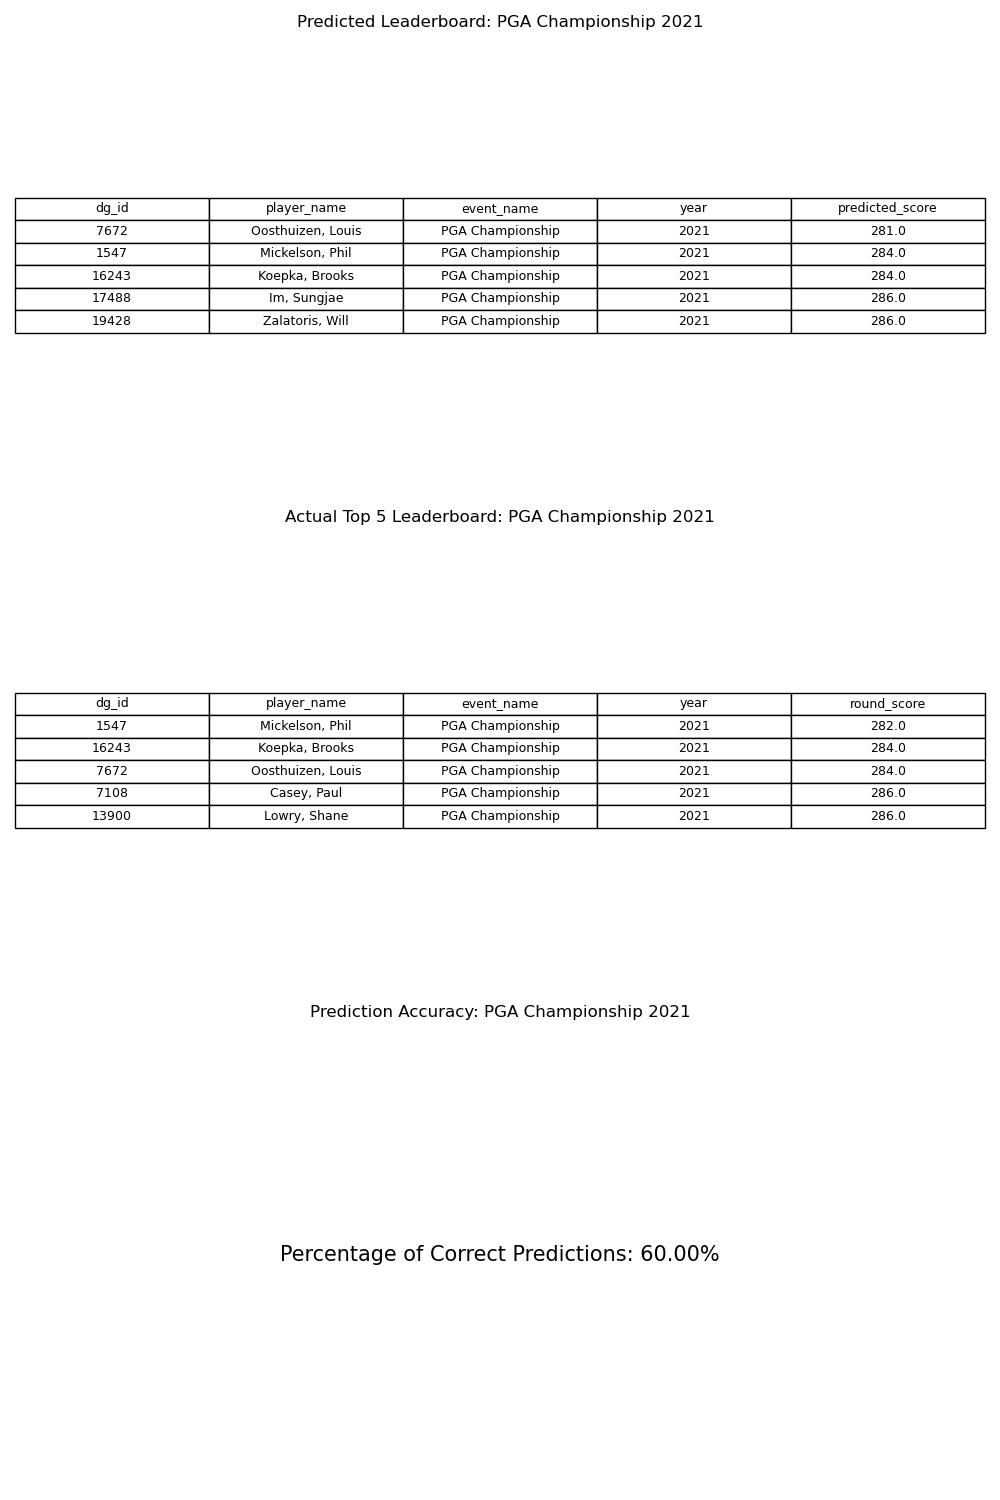 Predicted Leaderboard: PGA Championship 2021
dg_id player_name event_name year predicted_score
7672 Oosthuizen, Louis PGA Championship 2021 281.0
1547 Mickelson, Phil PGA Championship 2021 284.0
16243 Koepka, Brooks PGA Championship 2021 284.0
17488 Im, Sungjae PGA Championship 2021 286.0
19428 Zalatoris, Will PGA Championship 2021 286.0
Actual Top 5 Leaderboard: PGA Championship 2021
dg_id player_name event_name year round_score
1547 Mickelson, Phil PGA Championship 2021 282.0
16243 Koepka, Brooks PGA Championship 2021 284.0
7672 Oosthuizen, Louis PGA Championship 2021 284.0
7108 Casey, Paul PGA Championship 2021 286.0
13900 Lowry, Shane PGA Championship 2021 286.0
Prediction Accuracy: PGA Championship 2021
Percentage of Correct Predictions: 60.00%